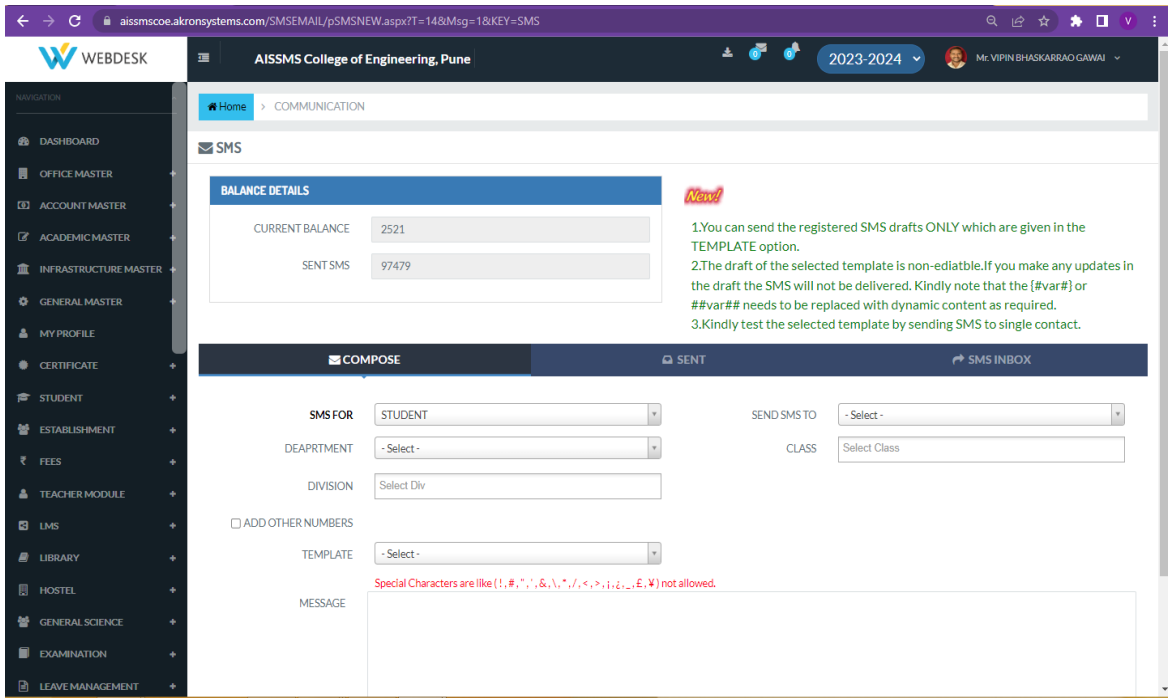 aissmscoe.akronsystems.com/SMSEMAIL/pSMSNEW.aspx?T=14&Msg=1&KEY=SMS
V
WEBDESK
AISSMS College of Engineering, Pune
0
0
2023-2024
Mr. VIPIN BHASKARRAO GAWAI
NAVIGATION
Home > COMMUNICATION
DASHBOARD
OFFICE MASTER +
ACCOUNT MASTER +
ACADEMIC MASTER +
INFRASTRUCTURE MASTER +
GENERAL MASTER +
MY PROFILE
CERTIFICATE +
STUDENT +
ESTABLISHMENT +
₹ FEES +
TEACHER MODULE +
LMS +
LIBRARY +
HOSTEL +
GENERAL SCIENCE +
EXAMINATION +
LEAVE MANAGEMENT +
SMS
BALANCE DETAILS
CURRENT BALANCE 2521
SENT SMS 97479
New!
1.You can send the registered SMS drafts ONLY which are given in the
TEMPLATE option.
2.The draft of the selected template is non-ediatble.If you make any updates in
the draft the SMS will not be delivered. Kindly note that the {#var#} or
##var## needs to be replaced with dynamic content as required.
3.Kindly test the selected template by sending SMS to single contact.
COMPOSE
SENT
SMS INBOX
SMS FOR STUDENT
SEND SMS TO - Select -
DEAPRTMENT - Select -
CLASS Select Class
DIVISION Select Div
ADD OTHER NUMBERS
TEMPLATE - Select -
Special Characters are like ( ! , # , " , ' , & , \ , * , / , < , > , ¡ , ¿ , _ , £ , ¥ ) not allowed.
MESSAGE